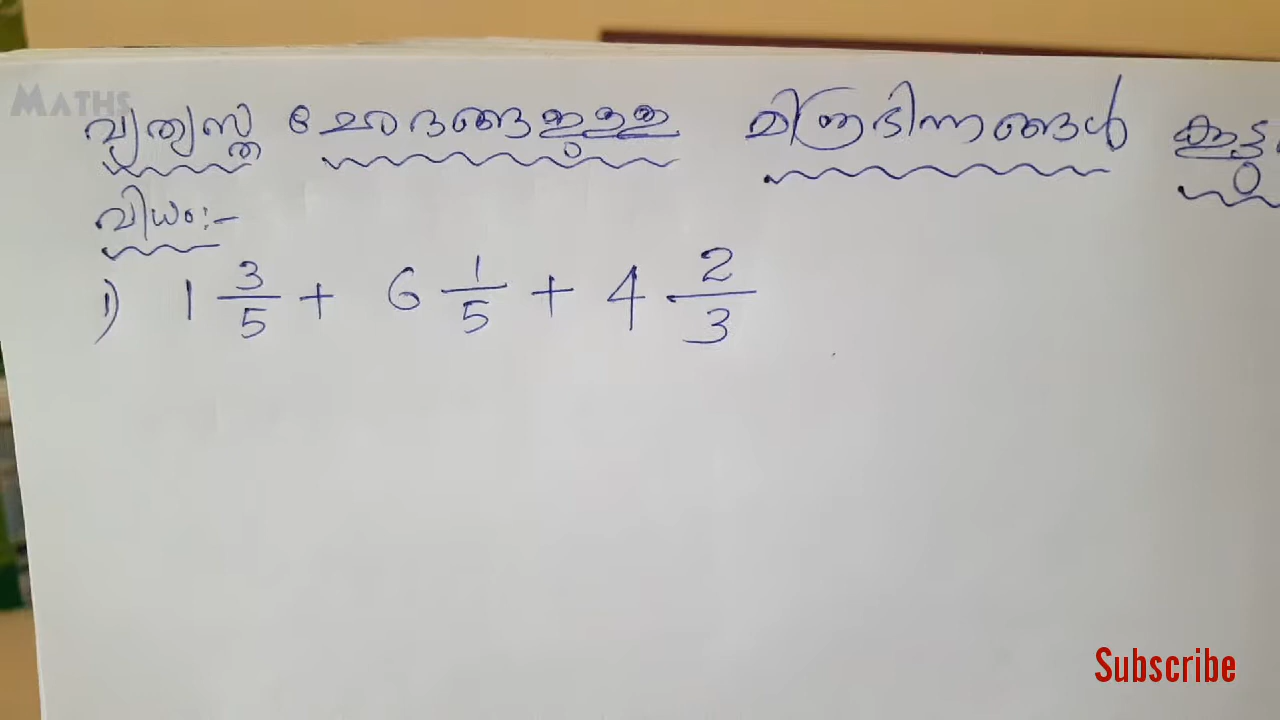 MATHS
വ്യത്യസ്ത ഛേദങ്ങളുള്ള മിശ്രഭിന്നങ്ങൾ
വിധം:-
1) 1 3/5 + 6 1/5 + 4 2/3
Subscribe